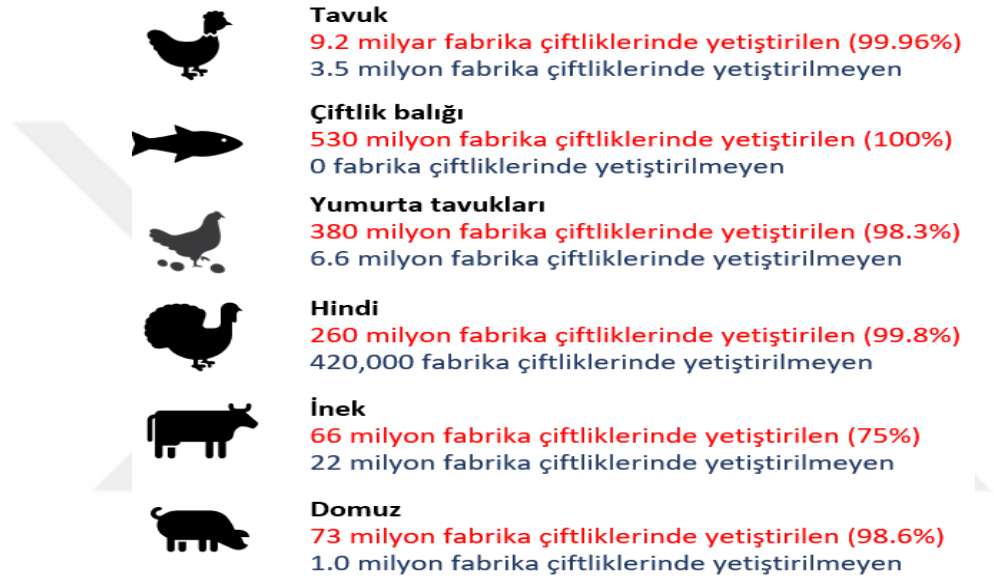 Tavuk
9.2 milyar fabrika çiftliklerinde yetiştirilen (99.96%)
3.5 milyon fabrika çiftliklerinde yetiştirilmeyen
Çiftlik balığı
530 milyon fabrika çiftliklerinde yetiştirilen (100%)
0 fabrika çiftliklerinde yetiştirilmeyen
Yumurta tavukları
380 milyon fabrika çiftliklerinde yetiştirilen (98.3%)
6.6 milyon fabrika çiftliklerinde yetiştirilmeyen
Hindi
260 milyon fabrika çiftliklerinde yetiştirilen (99.8%)
420,000 fabrika çiftliklerinde yetiştirilmeyen
İnek
66 milyon fabrika çiftliklerinde yetiştirilen (75%)
22 milyon fabrika çiftliklerinde yetiştirilmeyen
Domuz
73 milyon fabrika çiftliklerinde yetiştirilen (98.6%)
1.0 milyon fabrika çiftliklerinde yetiştirilmeyen